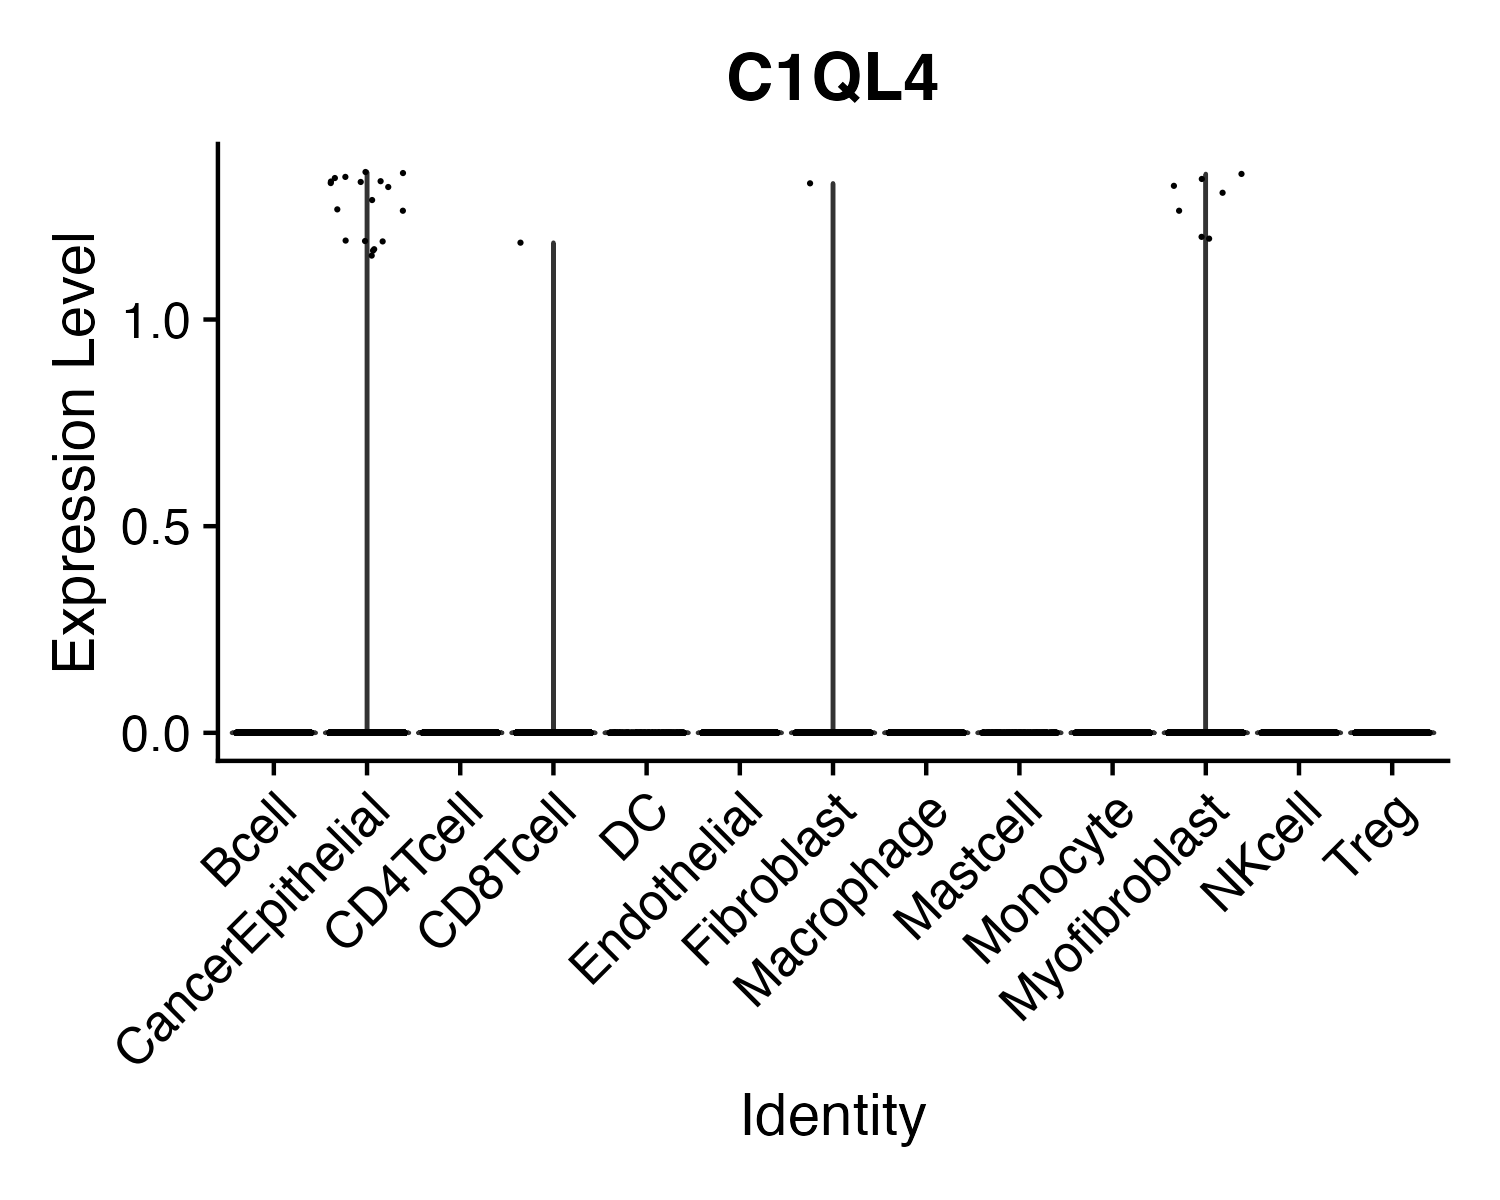 C1QL4
Expression Level
1.0
0.5
0.0
Bcell
CancerEpithelial
CD4Tcell
CD8Tcell
DC
Endothelial
Fibroblast
Macrophage
Mastcell
Monocyte
Myofibroblast
NKcell
Treg
Identity